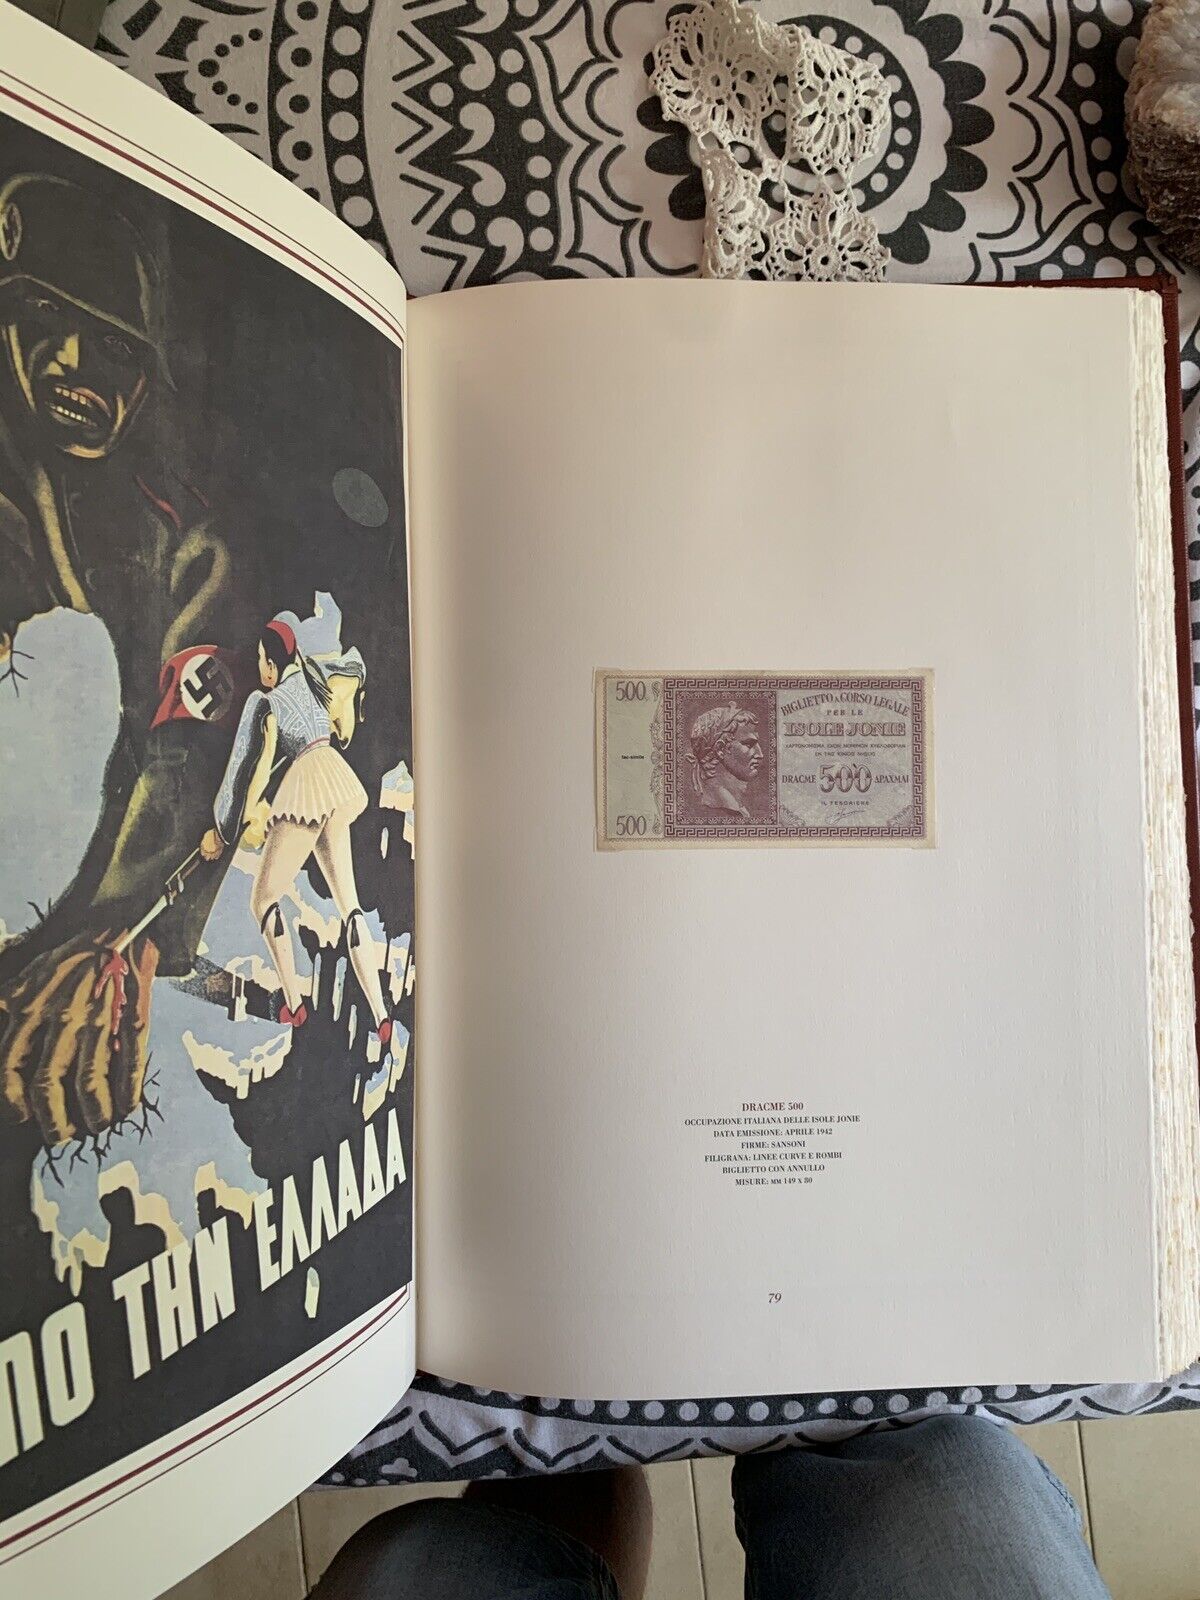 ΠΟ ΤΗΝ ΕΛΛΑΔΑ
500
500
fac-simile
BIGLIETTO A CORSO LEGALE
PER LE
ISOLE JONIE
DRACME 500 ΔΡΑΧΜΑΙ
IL TESORIERE
DRACME 500
OCCUPAZIONE ITALIANA DELLE ISOLE JONIE
DATA EMISSIONE: APRILE 1942
FIRME: SANSONI
FILIGRANA: LINEE CURVE E ROMBI
BIGLIETTO CON ANNULLO
MISURE: MM 149 X 80
79